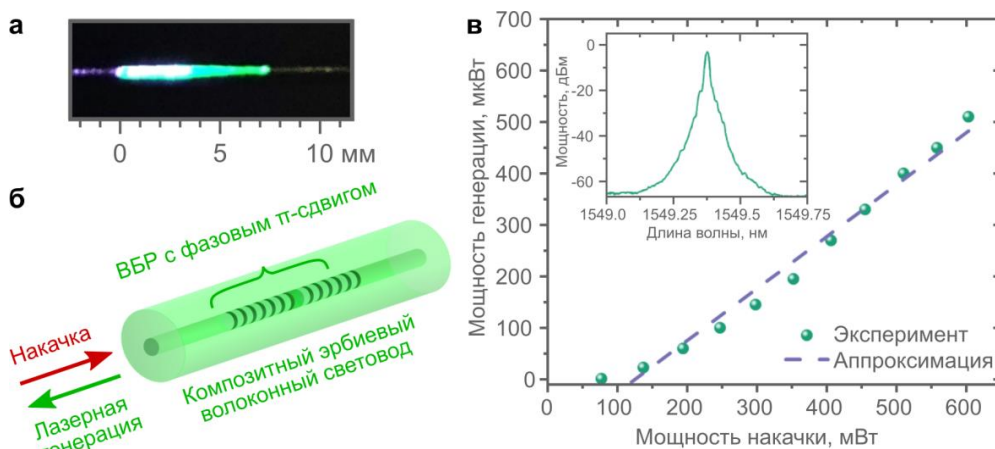 а
0 5 10 мм
б
ВБР с фазовым π-сдвигом
Накачка
Лазерная
генерация
Композитный эрбиевый
волоконный световод
в
Мощность генерации, мкВт
700
600
500
400
300
200
100
0
0 100 200 300 400 500 600
Мощность накачки, мВт
Мощность, дБм
0
-20
-40
-60
1549.0 1549.25 1549.5 1549.75
Длина волны, нм
Эксперимент
Аппроксимация